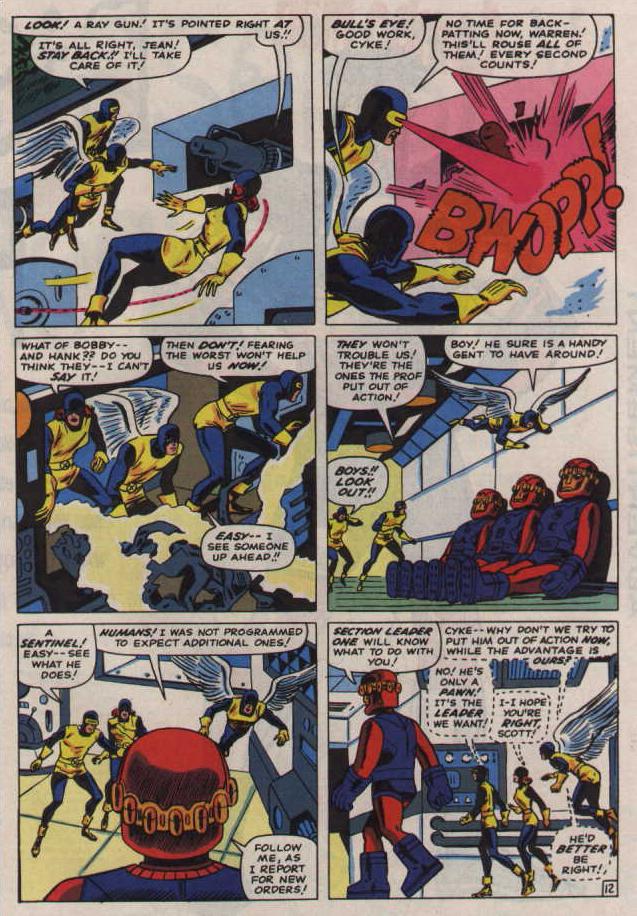 LOOK! A RAY GUN! IT'S POINTED RIGHT AT
US!!
IT'S ALL RIGHT, JEAN!
STAY BACK!! I'LL TAKE
CARE OF IT!
BULL'S EYE!
GOOD WORK,
CYKE!
NO TIME FOR BACK-
PATTING NOW, WARREN!
THIS'LL ROUSE ALL OF
THEM! EVERY SECOND
COUNTS!
BWOPP!
WHAT OF BOBBY--
AND HANK?? DO YOU
THINK THEY--I CAN'T
SAY IT!
THEN DON'T! FEARING
THE WORST WON'T HELP
US NOW!
EASY-- I
SEE SOMEONE
UP AHEAD!!
THEY WON'T
TROUBLE US!
THEY'RE THE
ONES THE PROF
PUT OUT OF
ACTION!
BOY! HE SURE IS A HANDY
GENT TO HAVE AROUND!
BOYS!!
LOOK
OUT!!
A
SENTINEL!
EASY--SEE
WHAT HE
DOES!
HUMANS! I WAS NOT PROGRAMMED
TO EXPECT ADDITIONAL ONES!
FOLLOW
ME, AS
I REPORT
FOR NEW
ORDERS!
SECTION LEADER
ONE WILL KNOW
WHAT TO DO WITH
YOU!
CYKE--WHY DON'T WE TRY TO
PUT HIM OUT OF ACTION NOW,
WHILE THE ADVANTAGE IS
OURS?
NO! HE'S
ONLY A
PAWN!
IT'S THE
LEADER
WE WANT!
I-I HOPE
YOU'RE
RIGHT,
SCOTT!
HE'D
BETTER
BE
RIGHT!
12